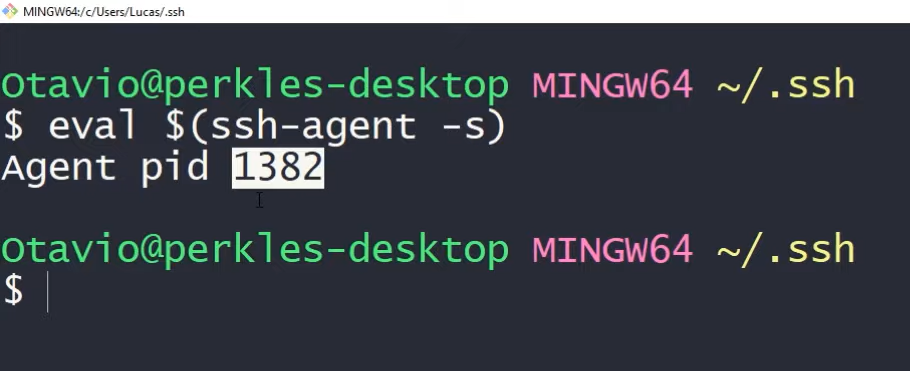 MINGW64:/c/Users/Lucas/.ssh
Otavio@perkles-desktop MINGW64 ~/.ssh
$ eval $(ssh-agent -s)
Agent pid 1382
Otavio@perkles-desktop MINGW64 ~/.ssh
$